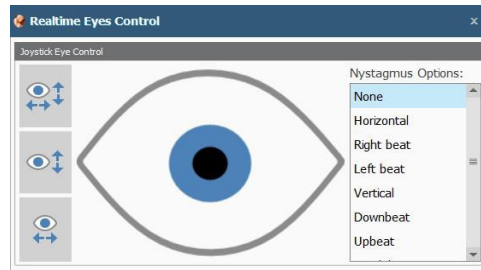 Realtime Eyes Control
Joystick Eye Control
Nystagmus Options:
None
Horizontal
Right beat
Left beat
Vertical
Downbeat
Upbeat